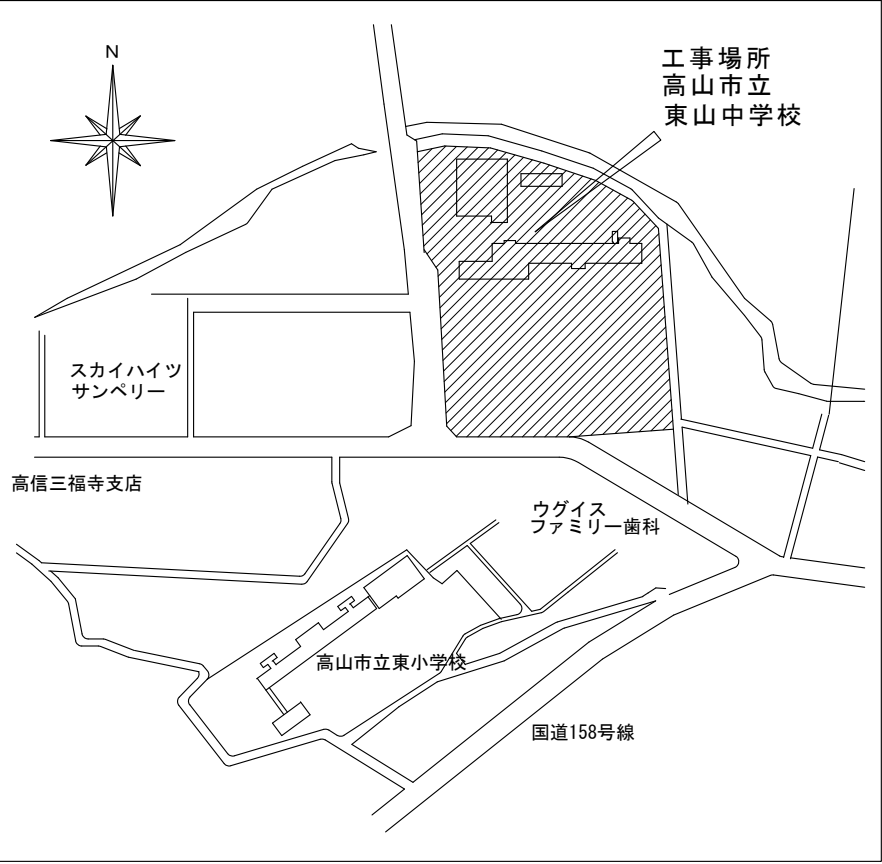 N
工事場所
高山市立
東山中学校
スカイハイツ
サンペリー
高信三福寺支店
ウグイス
ファミリー歯科
高山市立東小学校
国道158号線